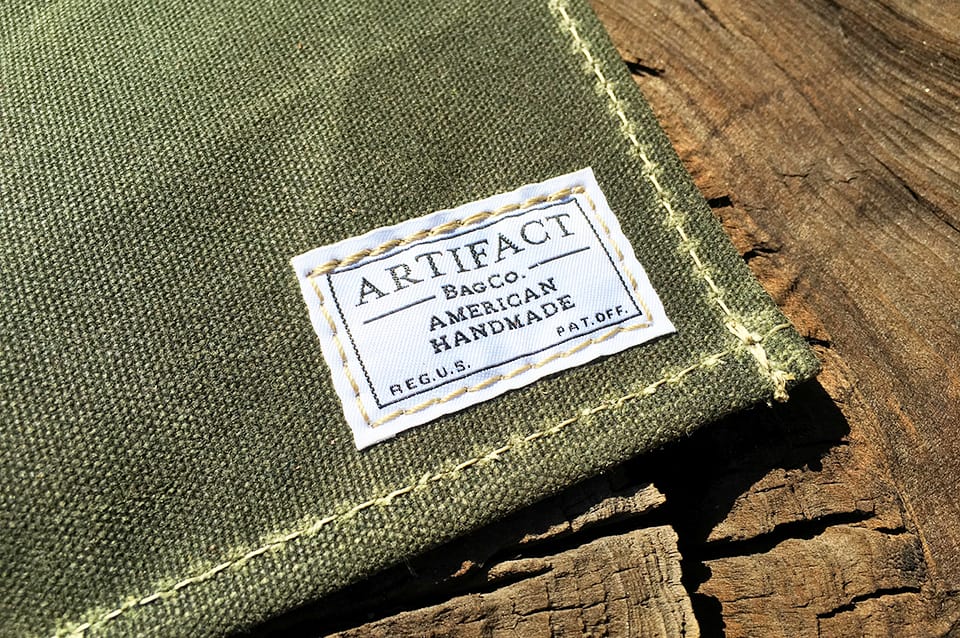 ARTIFACT
BAG CO.
AMERICAN
HANDMADE
REG.U.S. PAT.OFF.